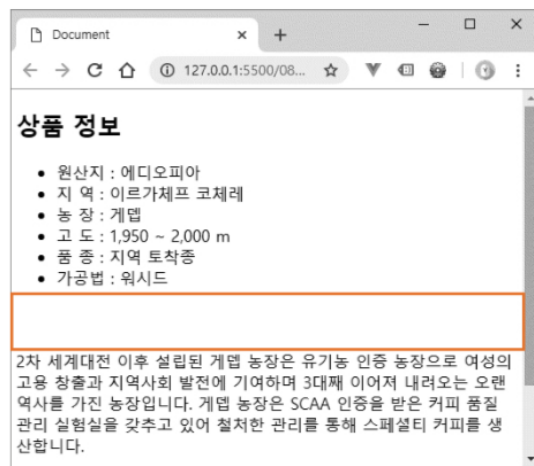 Document
127.0.0.1:5500/08...
상품 정보
원산지 : 에디오피아
지 역 : 이르가체프 코체레
농 장 : 게뎁
고 도 : 1,950 ~ 2,000 m
품 종 : 지역 토착종
가공법 : 워시드
2차 세계대전 이후 설립된 게뎁 농장은 유기농 인증 농장으로 여성의
고용 창출과 지역사회 발전에 기여하며 3대째 이어져 내려오는 오랜
역사를 가진 농장입니다. 게뎁 농장은 SCAA 인증을 받은 커피 품질
관리 실험실을 갖추고 있어 철처한 관리를 통해 스페셜티 커피를 생
산합니다.